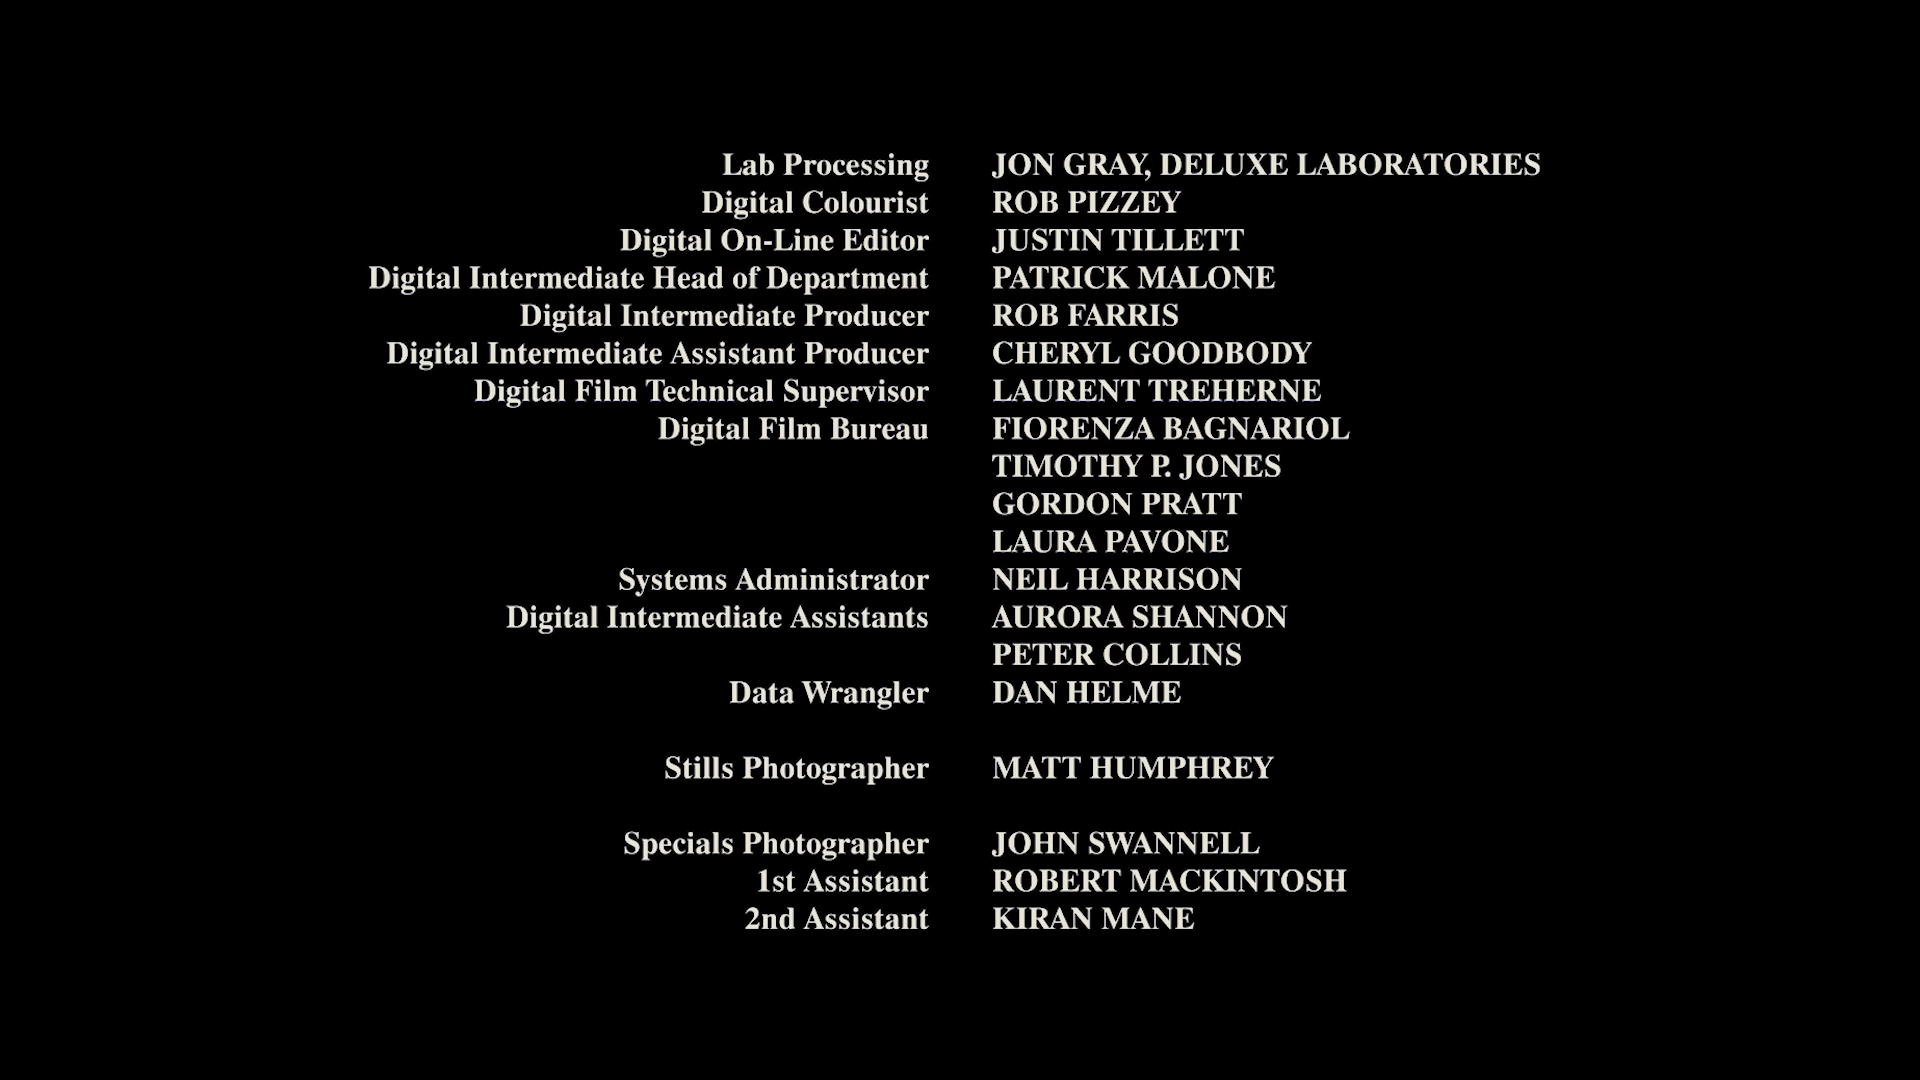 Lab Processing JON GRAY, DELUXE LABORATORIES
Digital Colourist ROB PIZZEY
Digital On-Line Editor JUSTIN TILLETT
Digital Intermediate Head of Department PATRICK MALONE
Digital Intermediate Producer ROB FARRIS
Digital Intermediate Assistant Producer CHERYL GOODBODY
Digital Film Technical Supervisor LAURENT TREHERNE
Digital Film Bureau FIORENZA BAGNARIOL
TIMOTHY P. JONES
GORDON PRATT
LAURA PAVONE
Systems Administrator NEIL HARRISON
Digital Intermediate Assistants AURORA SHANNON
PETER COLLINS
Data Wrangler DAN HELME
Stills Photographer MATT HUMPHREY
Specials Photographer JOHN SWANNELL
1st Assistant ROBERT MACKINTOSH
2nd Assistant KIRAN MANE